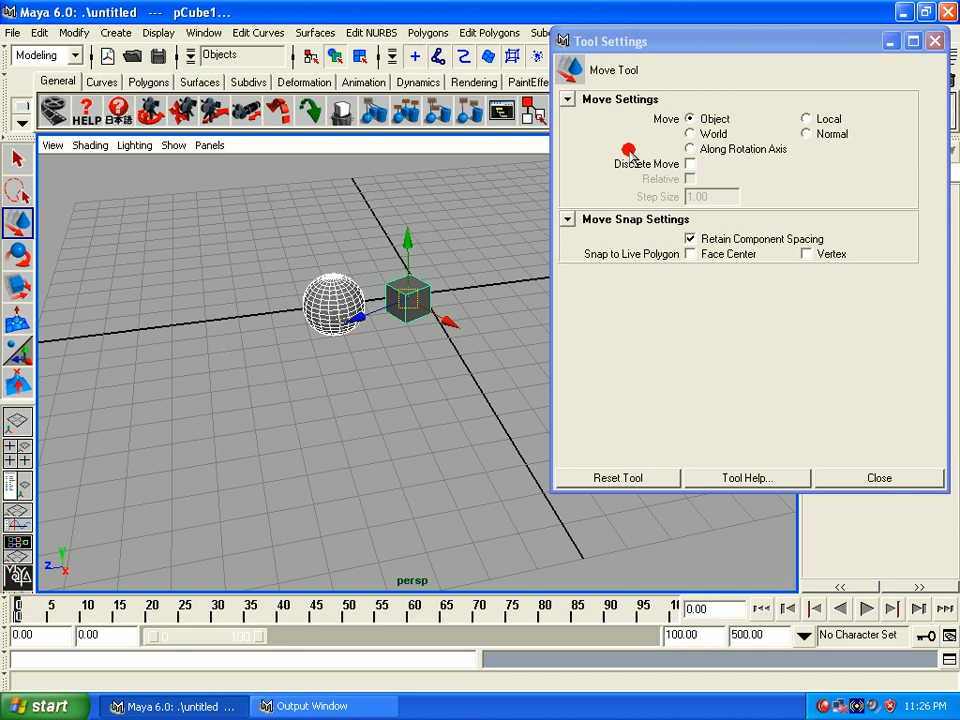 Maya 6.0: .\untitled --- pCube1...
File Edit Modify Create Display Window Edit Curves Surfaces Edit NURBS Polygons Edit Polygons Sub
Modeling Objects
General Curves Polygons Surfaces Subdivs Deformation Animation Dynamics Rendering PaintEffe
HELP 日本語
View Shading Lighting Show Panels
persp
y
z x
Tool Settings
Move Tool
Move Settings
Move Object Local
World Normal
Along Rotation Axis
Discrete Move
Relative
Step Size 1.00
Move Snap Settings
Retain Component Spacing
Snap to Live Polygon Face Center Vertex
Reset Tool Tool Help... Close
<< >>
5 10 15 20 25 30 35 40 45 50 55 60 65 70 75 80 85 90 95 10 0.00
0.00 0.00 0 100 100.00 500.00 No Character Set
start Maya 6.0: .\untitled ... Output Window 11:26 PM